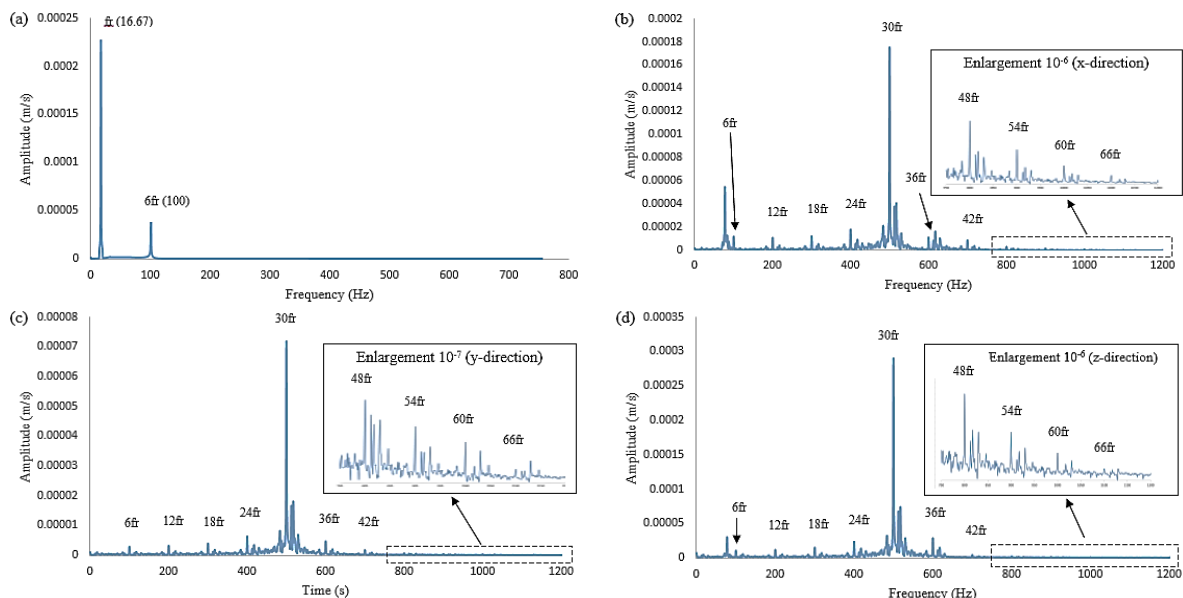 (a)
0.00025
0.0002
0.00015
0.0001
0.00005
0
Amplitude (m/s)
fr (16.67)
6fr (100)
0 100 200 300 400 500 600 700 800
Frequency (Hz)
(b)
0.0002
0.00018
0.00016
0.00014
0.00012
0.0001
0.00008
0.00006
0.00004
0.00002
0
Amplitude (m/s)
6fr
12fr
18fr
24fr
30fr
36fr
42fr
Enlargement 10-6 (x-direction)
48fr
54fr
60fr
66fr
0 200 400 600 800 1000 1200
Frequency (Hz)
(c)
0.00008
0.00007
0.00006
0.00005
0.00004
0.00003
0.00002
0.00001
0
Amplitude (m/s)
6fr
12fr
18fr
24fr
30fr
36fr
42fr
Enlargement 10-7 (y-direction)
48fr
54fr
60fr
66fr
0 200 400 600 800 1000 1200
Time (s)
(d)
0.00035
0.0003
0.00025
0.0002
0.00015
0.0001
0.00005
0
Amplitude (m/s)
6fr
12fr
18fr
24fr
30fr
36fr
42fr
Enlargement 10-6 (z-direction)
48fr
54fr
60fr
66fr
0 200 400 600 800 1000 1200
Frequency (Hz)